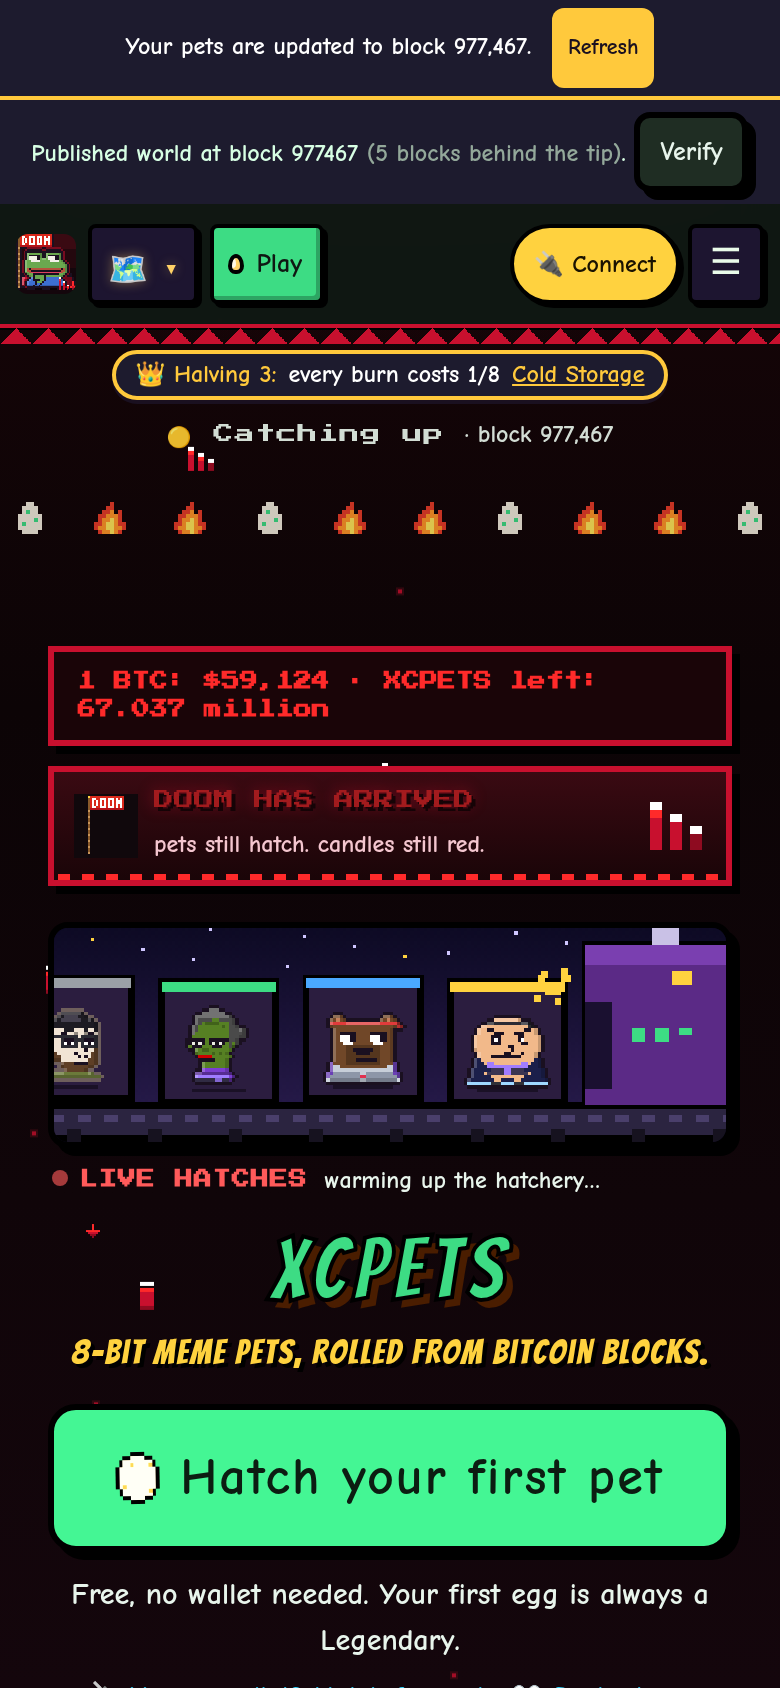 Your pets are updated to block 977,467.
Refresh
Published world at block 977467 (5 blocks behind the tip).
Verify
DOOM
Play
Connect
Halving 3: every burn costs 1/8 Cold Storage
Catching up · block 977,467
1 BTC: $59,124 · XCPETS left:
67.037 million
DOOM
DOOM HAS ARRIVED
pets still hatch. candles still red.
LIVE HATCHES warming up the hatchery...
XCPETS
8-BIT MEME PETS, ROLLED FROM BITCOIN BLOCKS.
Hatch your first pet
Free, no wallet needed. Your first egg is always a
Legendary.